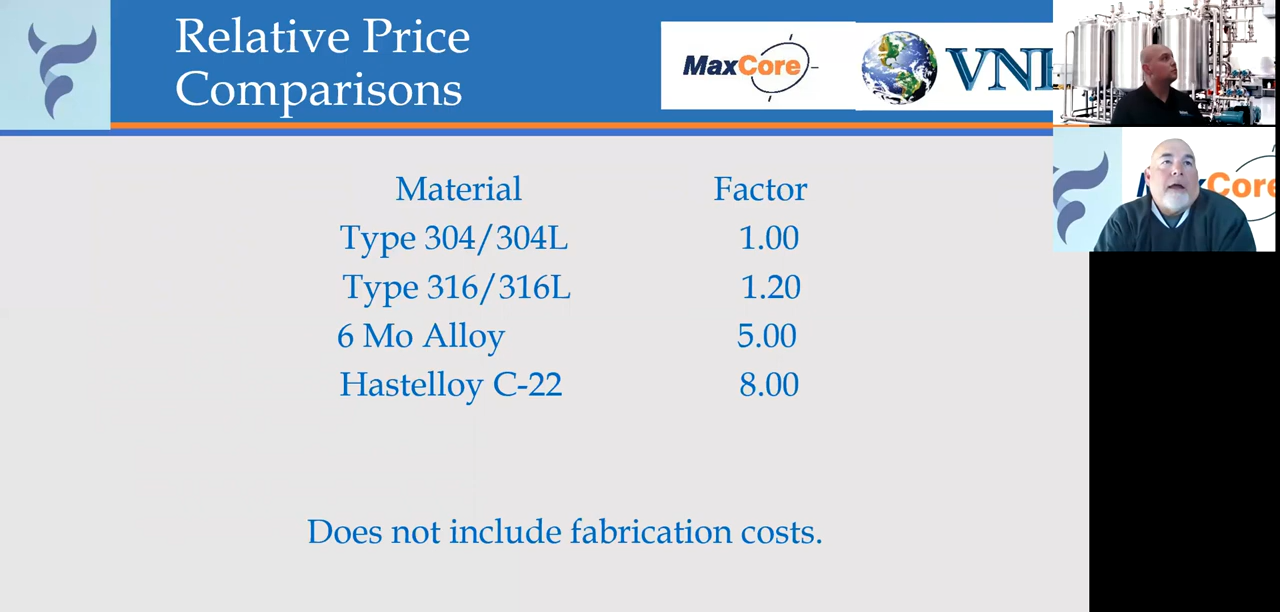 Relative Price
Comparisons
MaxCore
Material Factor
Type 304/304L 1.00
Type 316/316L 1.20
6 Mo Alloy 5.00
Hastelloy C-22 8.00
Does not include fabrication costs.